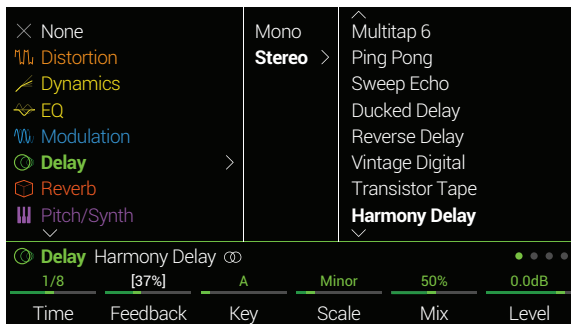 None
Distortion
Dynamics
EQ
Modulation
Delay
Reverb
Pitch/Synth
Mono
Stereo >
Multitap 6
Ping Pong
Sweep Echo
Ducked Delay
Reverse Delay
Vintage Digital
Transistor Tape
Harmony Delay
Delay Harmony Delay
1/8 [37%] A Minor 50% 0.0dB
Time Feedback Key Scale Mix Level